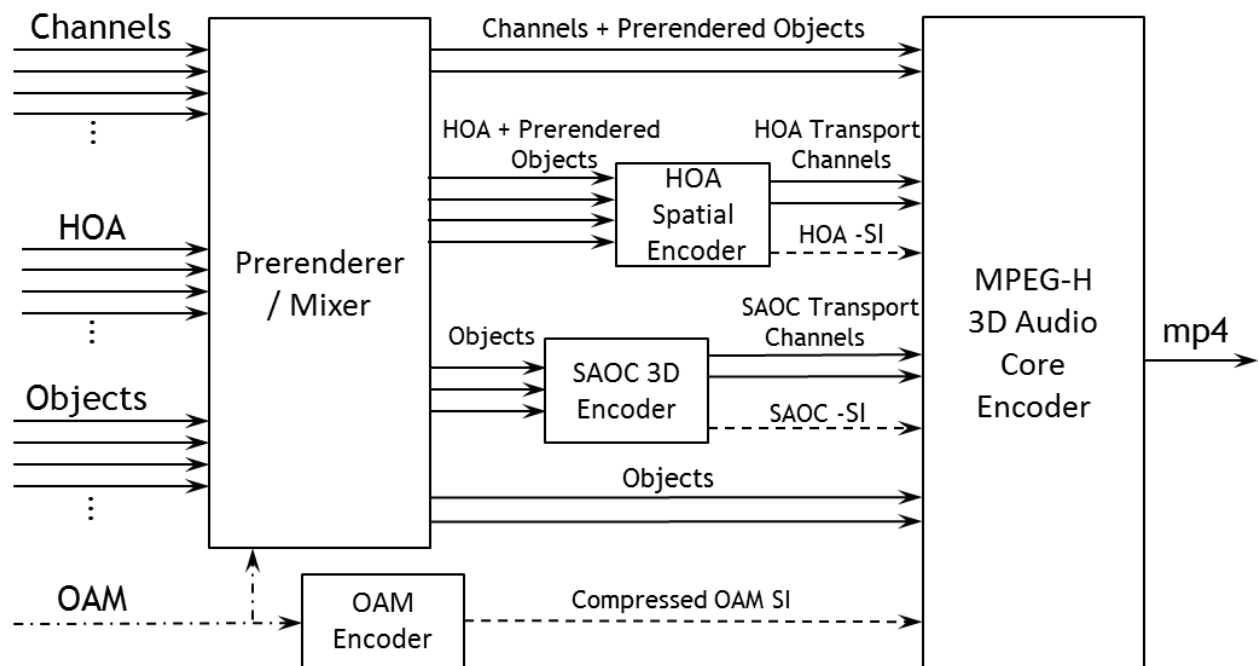 Channels
⋮
HOA
⋮
Objects
⋮
OAM
Prerenderer
/ Mixer
OAM
Encoder
Channels + Prerendered Objects
HOA + Prerendered
Objects
HOA
Spatial
Encoder
HOA Transport
Channels
HOA -SI
Objects
SAOC 3D
Encoder
SAOC Transport
Channels
SAOC -SI
Objects
Compressed OAM SI
MPEG-H
3D Audio
Core
Encoder
mp4